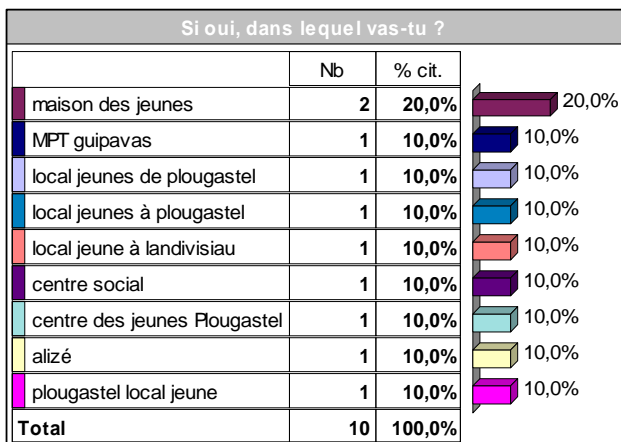 Si oui, dans lequel vas-tu ?
Nb % cit.
maison des jeunes 2 20,0% 20,0%
MPT guipavas 1 10,0% 10,0%
local jeunes de plougastel 1 10,0% 10,0%
local jeunes à plougastel 1 10,0% 10,0%
local jeune à landivisiau 1 10,0% 10,0%
centre social 1 10,0% 10,0%
centre des jeunes Plougastel 1 10,0% 10,0%
alizé 1 10,0% 10,0%
plougastel local jeune 1 10,0% 10,0%
Total 10 100,0%